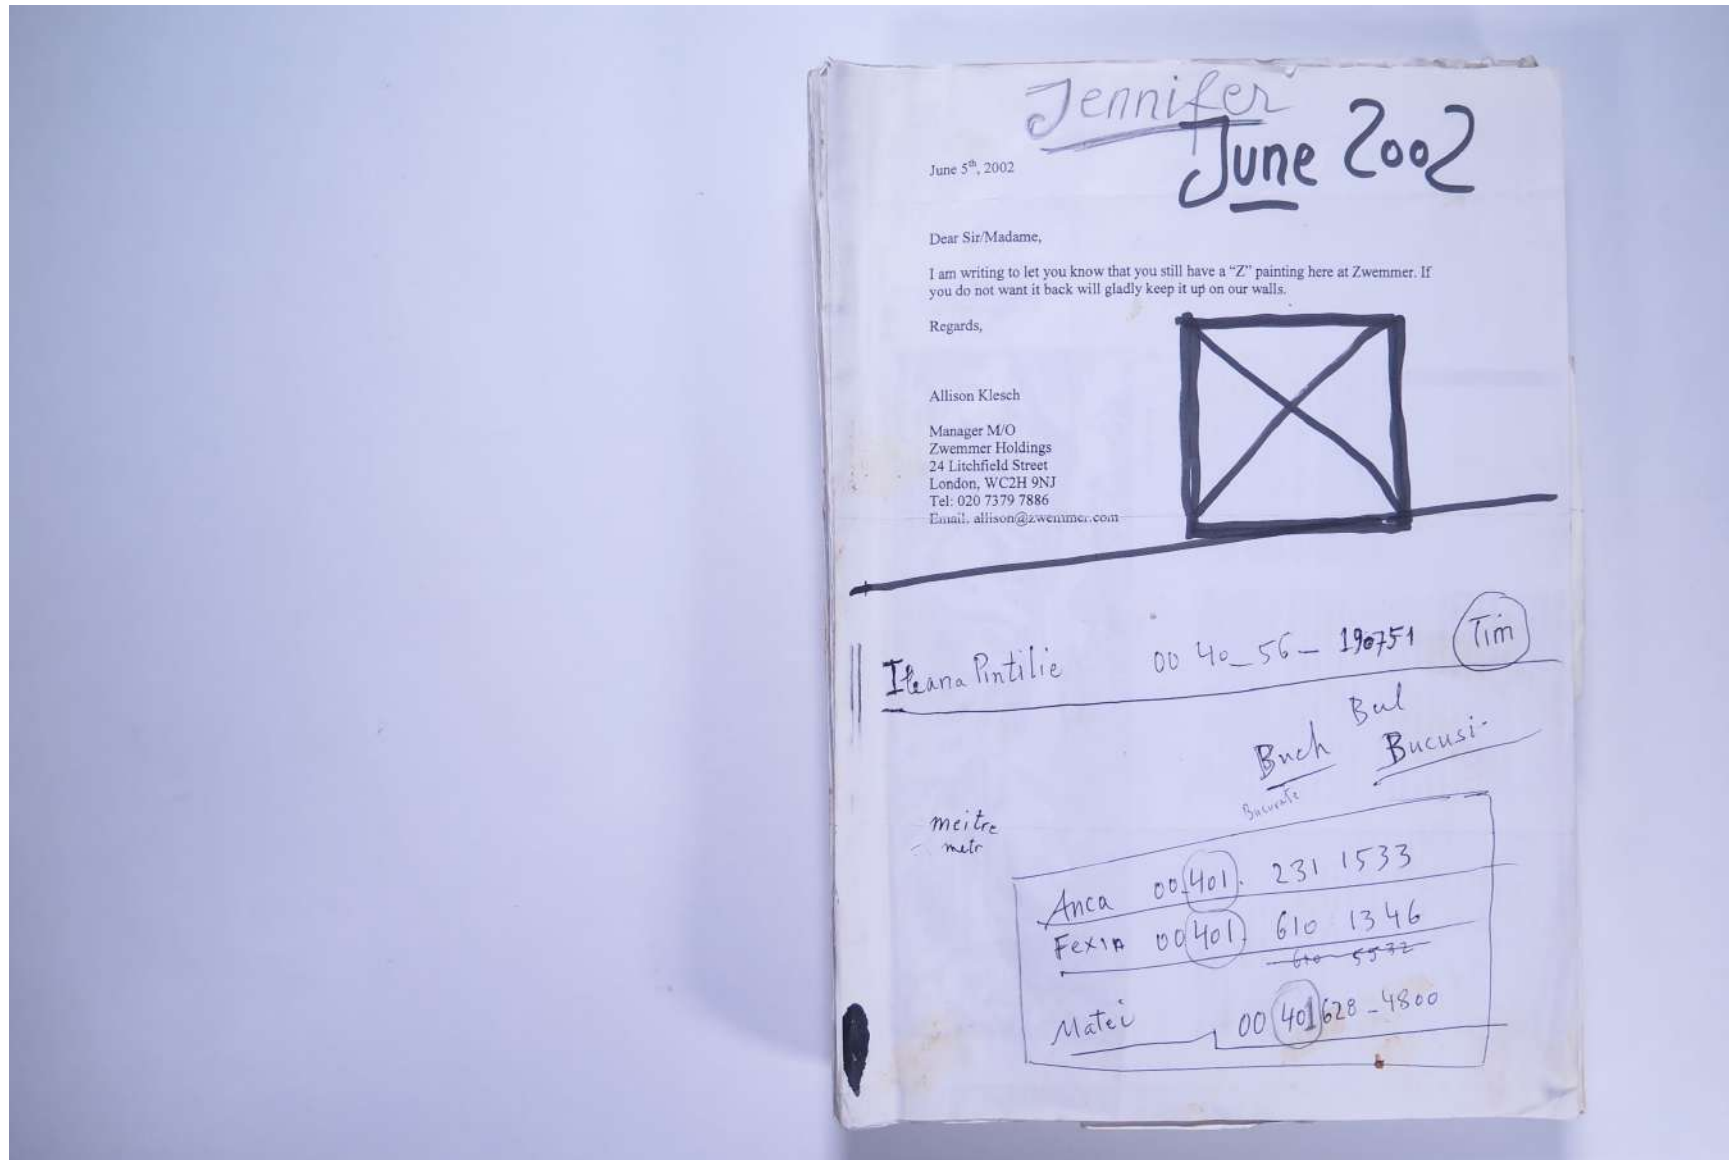 Jennifer
June 2002
June 5th, 2002
Dear Sir/Madame,
I am writing to let you know that you still have a “Z” painting here at Zwemmer. If
you do not want it back will gladly keep it up on our walls.
Regards,
Allison Klesch
Manager M/O
Zwemmer Holdings
24 Litchfield Street
London, WC2H 9NJ
Tel: 020 7379 7886
Email. allison@zwemmer.com
Ileana Pintilie 00 40_56_ 190751 Tim
Bul
Buch Bucusi-
meitre
metr
Anca 00 401. 231 1533
Fexia 00 401 610 1346
610 5532
Matei 00 401 628_4800